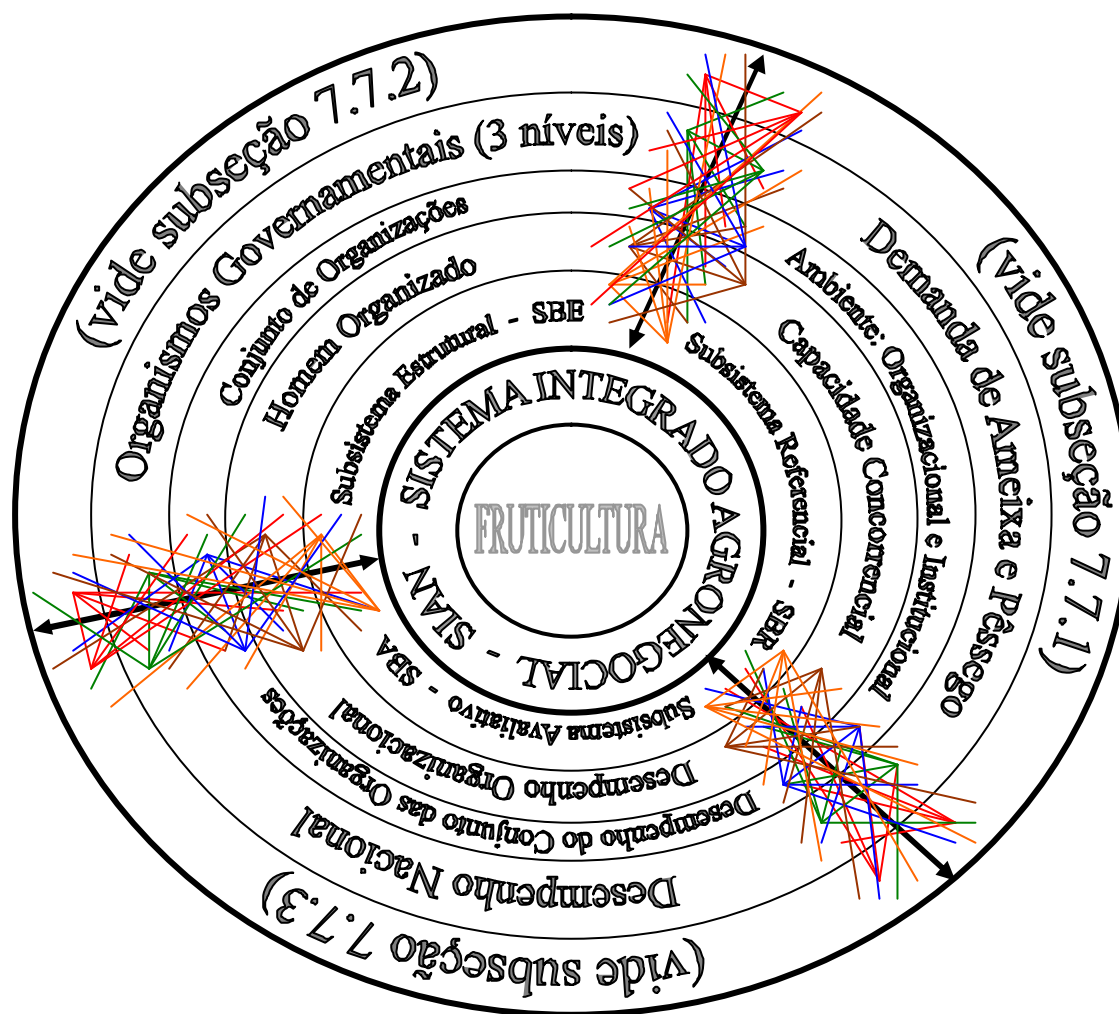 (vide subseção 7.7.2)
Organismos Governamentais (3 níveis)
Conjunto de Organizações
Homem Organizado
Subsistema Estrutural - SBE
(vide subseção 7.7.1)
Demanda de Ameixa e Pêssego
Ambiente: Organizacional e Institucional
Capacidade Concorrencial
Subsistema Referencial - SBR
SISTEMA INTEGRADO AGRONEGOCIAL - SIAN -
FRUTICULTURA
Subsistema Avaliativo - SBA
Desempenho Organizacional
Desempenho do Conjunto das Organizações
Desempenho Nacional
(vide subseção 7.7.3)